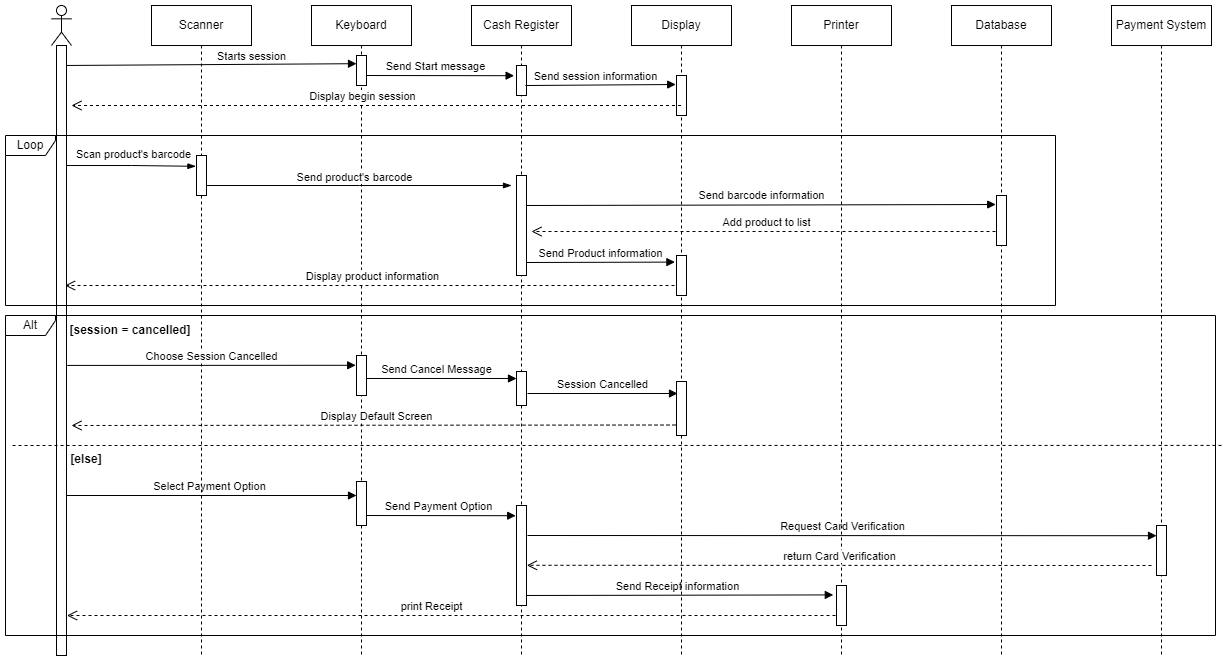 Scanner
Keyboard
Cash Register
Display
Printer
Database
Payment System
Starts session
Send Start message
Send session information
Display begin session
Loop
Scan product's barcode
Send product's barcode
Send barcode information
Add product to list
Send Product information
Display product information
Alt
[session = cancelled]
Choose Session Cancelled
Send Cancel Message
Session Cancelled
Display Default Screen
[else]
Select Payment Option
Send Payment Option
Request Card Verification
return Card Verification
Send Receipt information
print Receipt